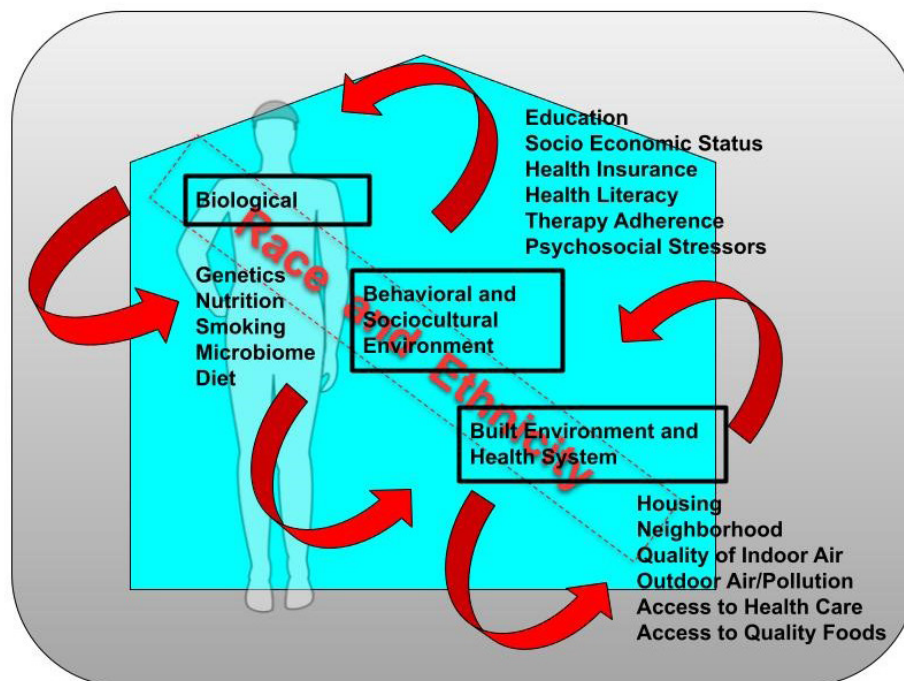 Education
Socio Economic Status
Health Insurance
Health Literacy
Therapy Adherence
Psychosocial Stressors
Biological
Race and Ethnicity
Genetics
Nutrition
Smoking
Microbiome
Diet
Behavioral and
Sociocultural
Environment
Built Environment and
Health System
Housing
Neighborhood
Quality of Indoor Air
Outdoor Air/Pollution
Access to Health Care
Access to Quality Foods